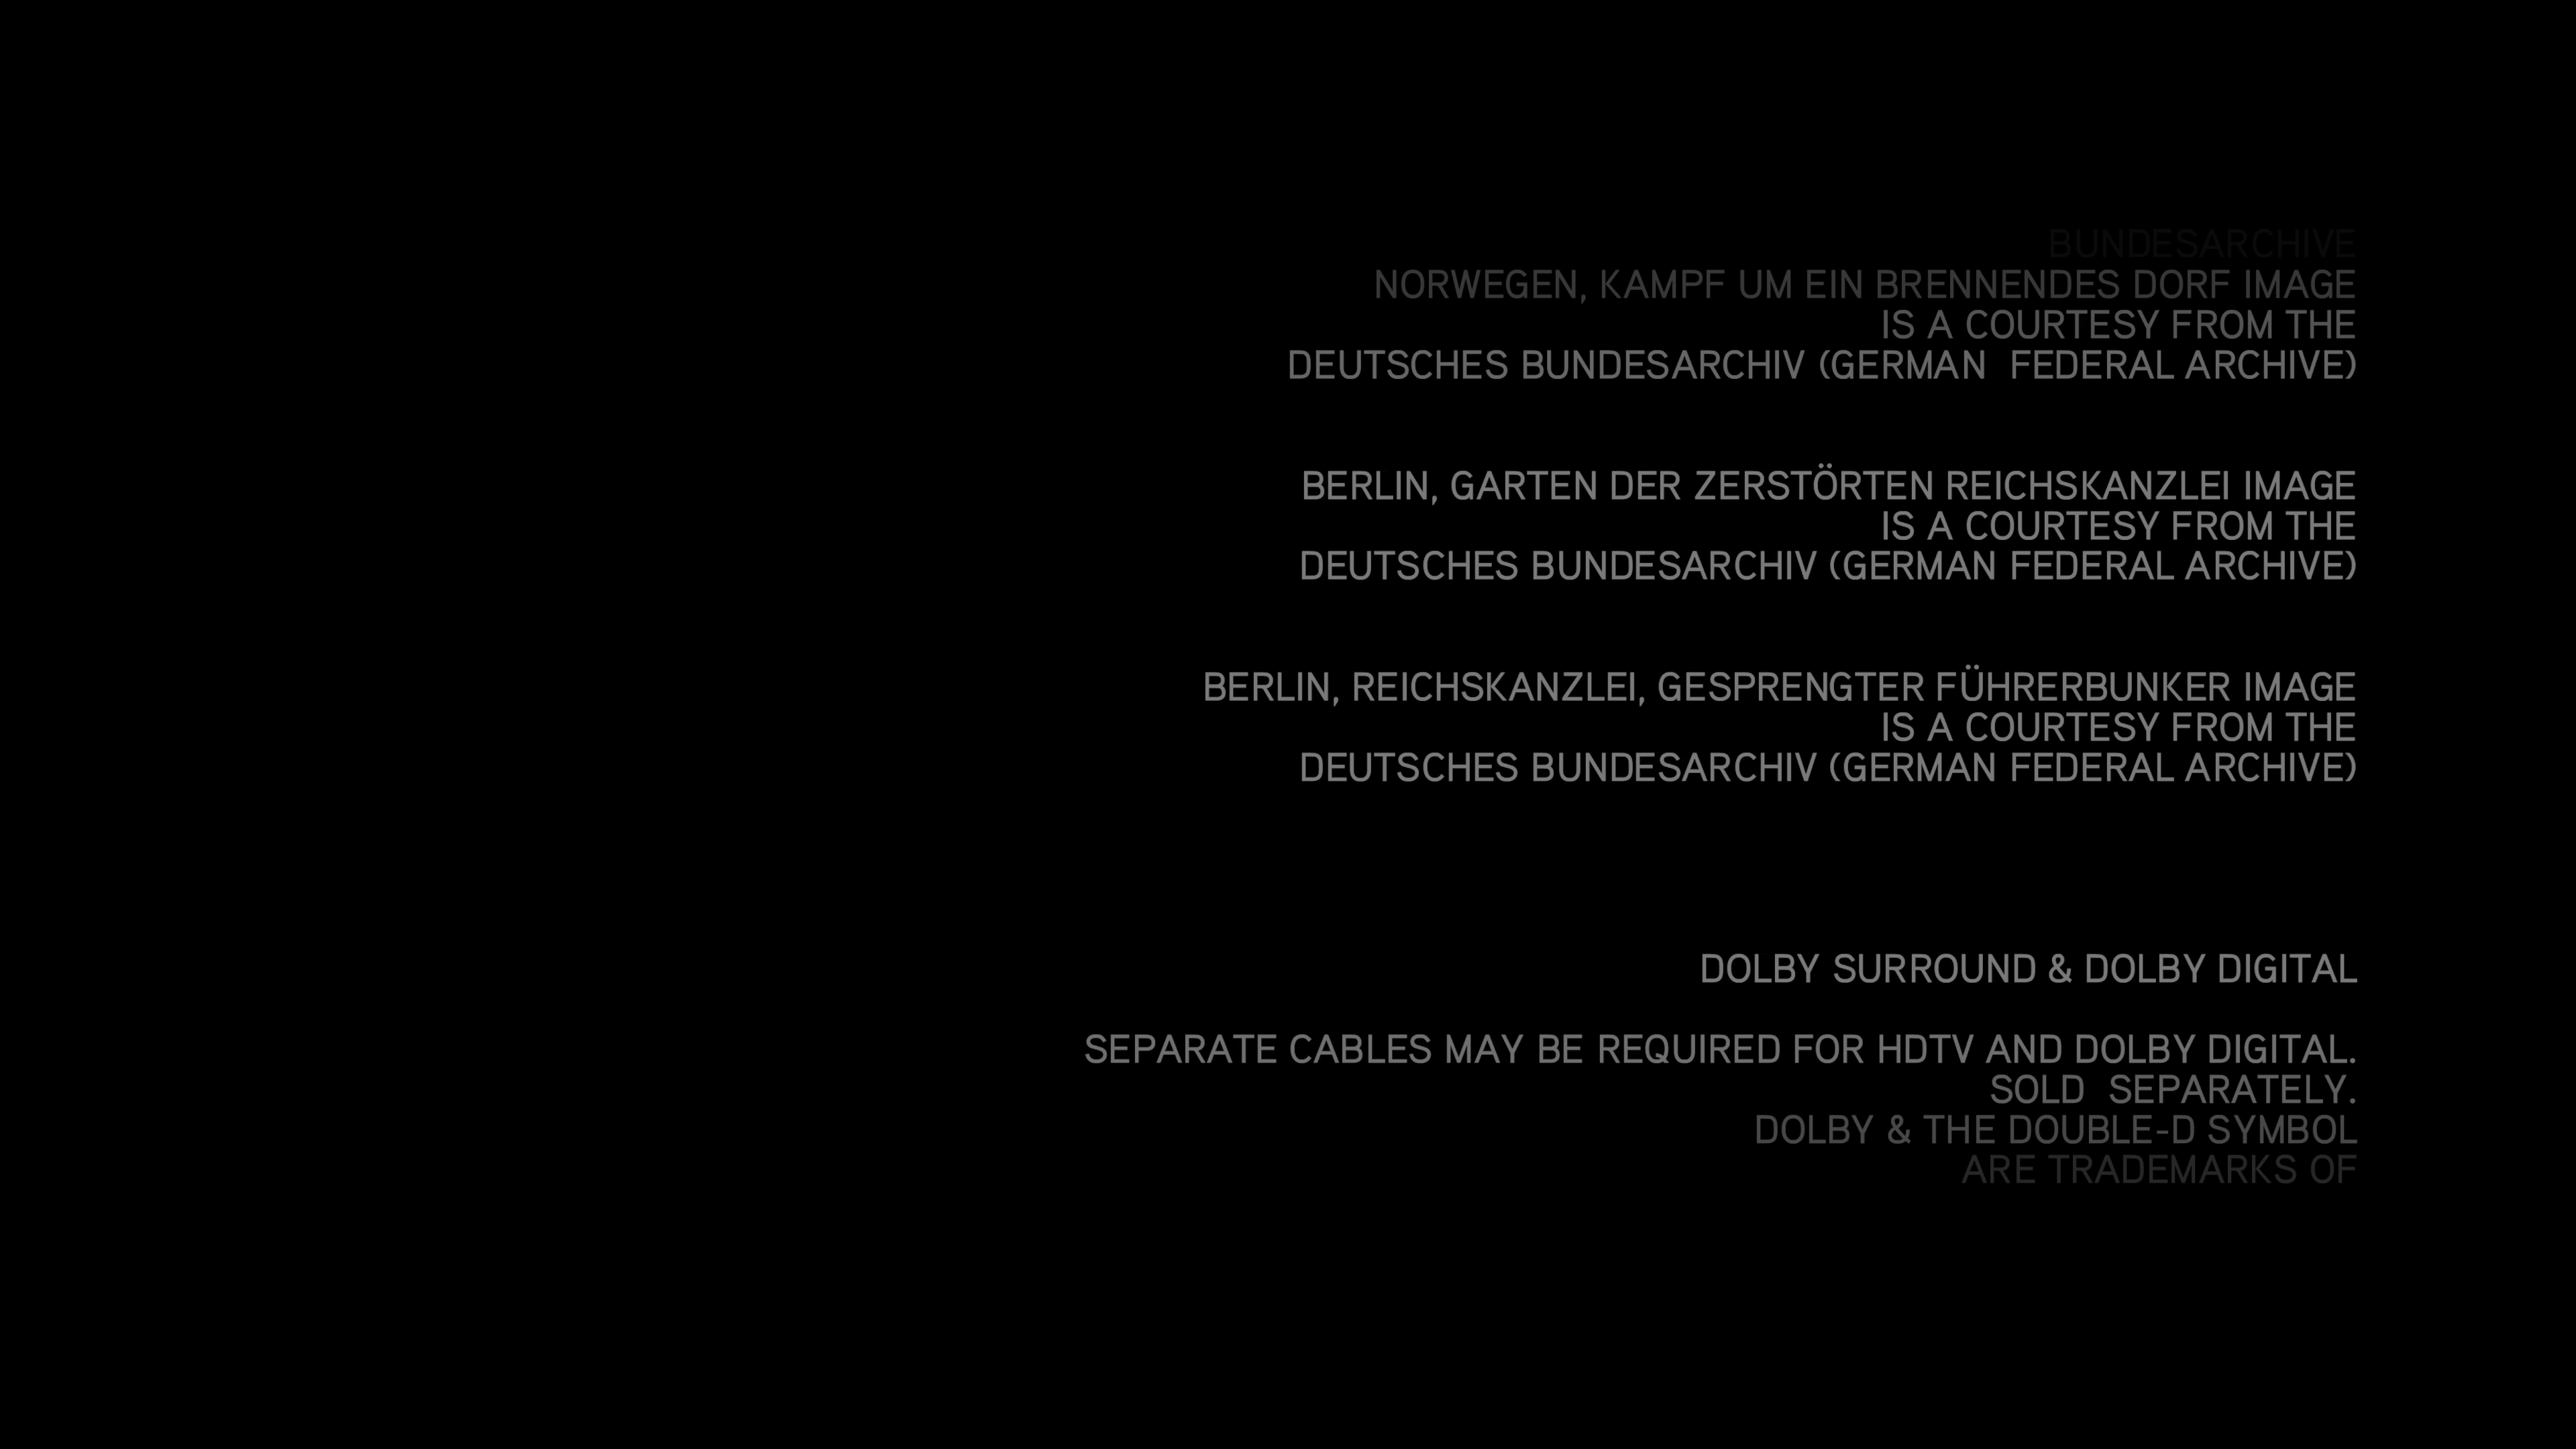 BUNDESARCHIVE
NORWEGEN, KAMPF UM EIN BRENNENDES DORF IMAGE
IS A COURTESY FROM THE
DEUTSCHES BUNDESARCHIV (GERMAN  FEDERAL ARCHIVE)
BERLIN, GARTEN DER ZERSTÖRTEN REICHSKANZLEI IMAGE
IS A COURTESY FROM THE
DEUTSCHES BUNDESARCHIV (GERMAN FEDERAL ARCHIVE)
BERLIN, REICHSKANZLEI, GESPRENGTER FÜHRERBUNKER IMAGE
IS A COURTESY FROM THE
DEUTSCHES BUNDESARCHIV (GERMAN FEDERAL ARCHIVE)
DOLBY SURROUND & DOLBY DIGITAL
SEPARATE CABLES MAY BE REQUIRED FOR HDTV AND DOLBY DIGITAL.
SOLD  SEPARATELY.
DOLBY & THE DOUBLE-D SYMBOL
ARE TRADEMARKS OF